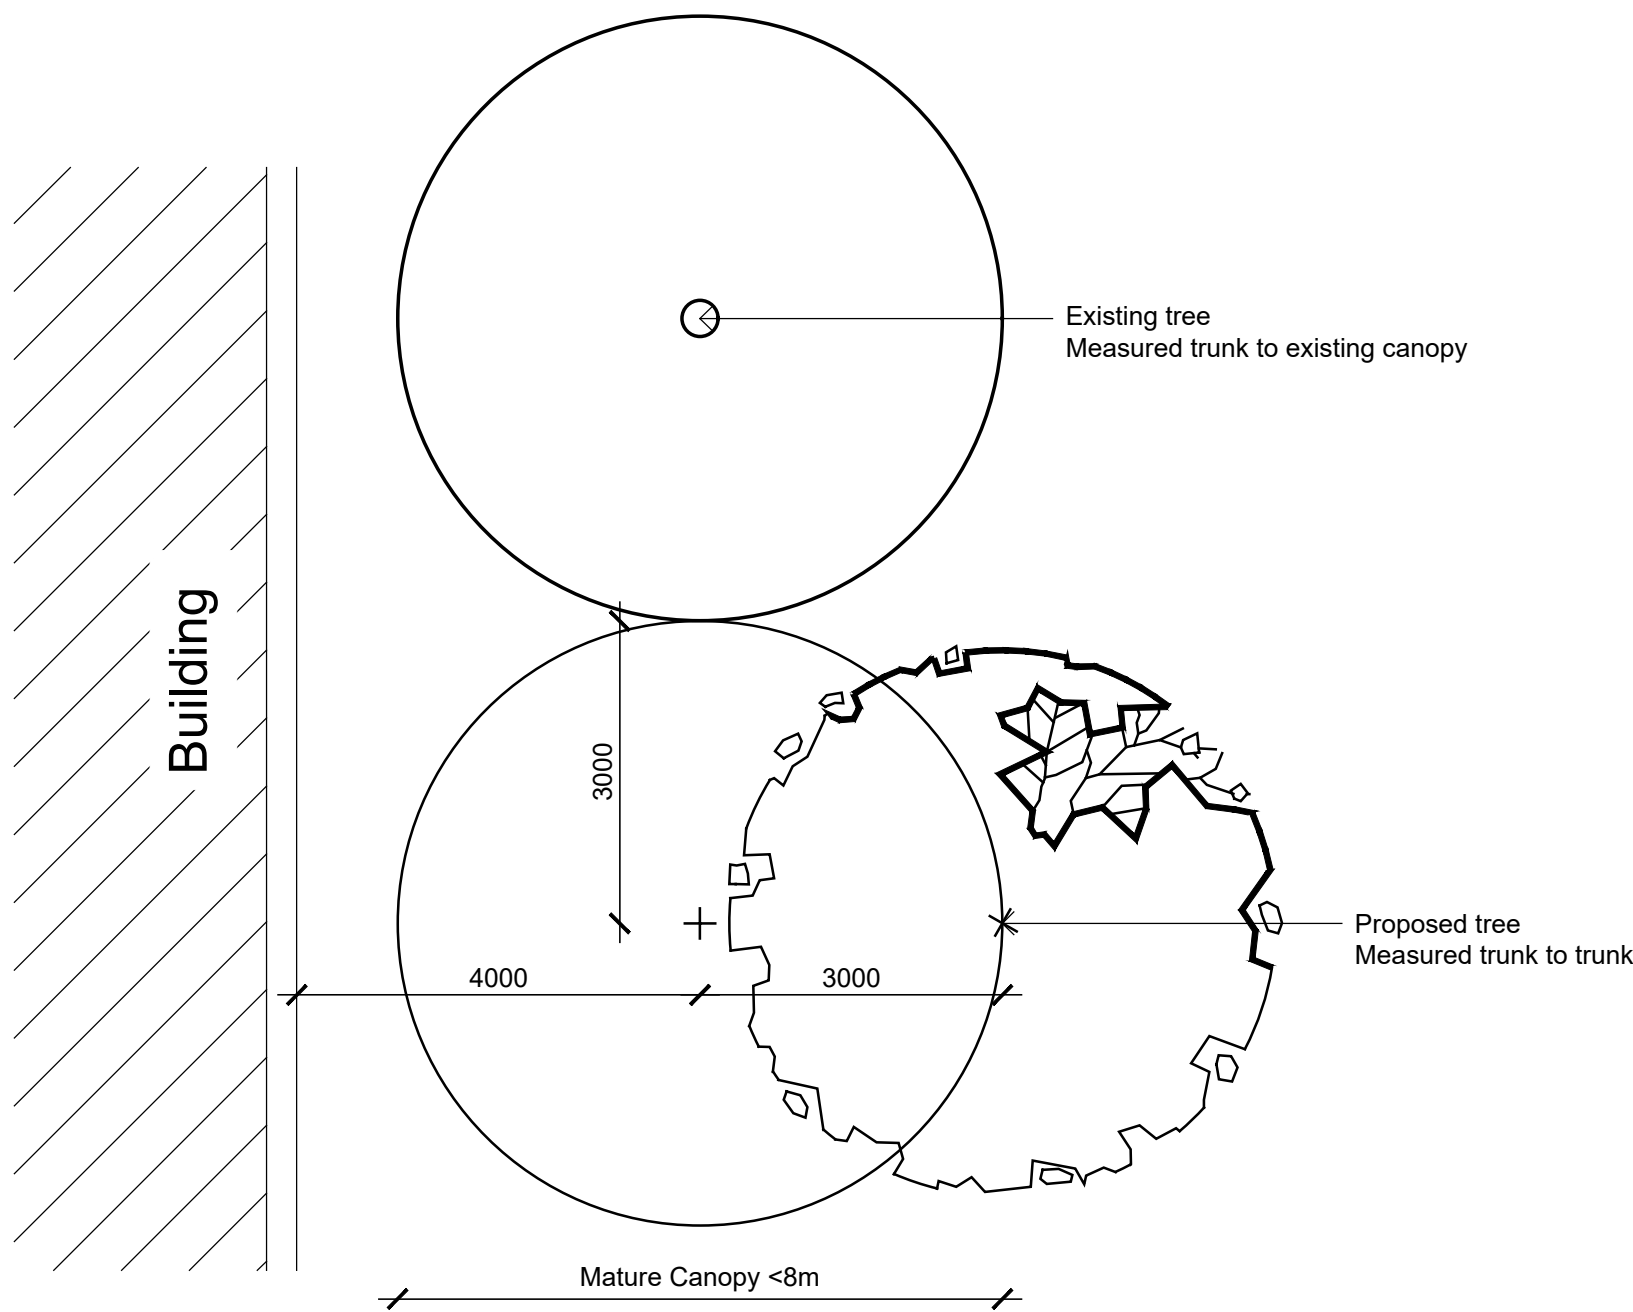 Existing tree
Measured trunk to existing canopy
Building
3000
Proposed tree
Measured trunk to trunk
4000
3000
Mature Canopy <8m